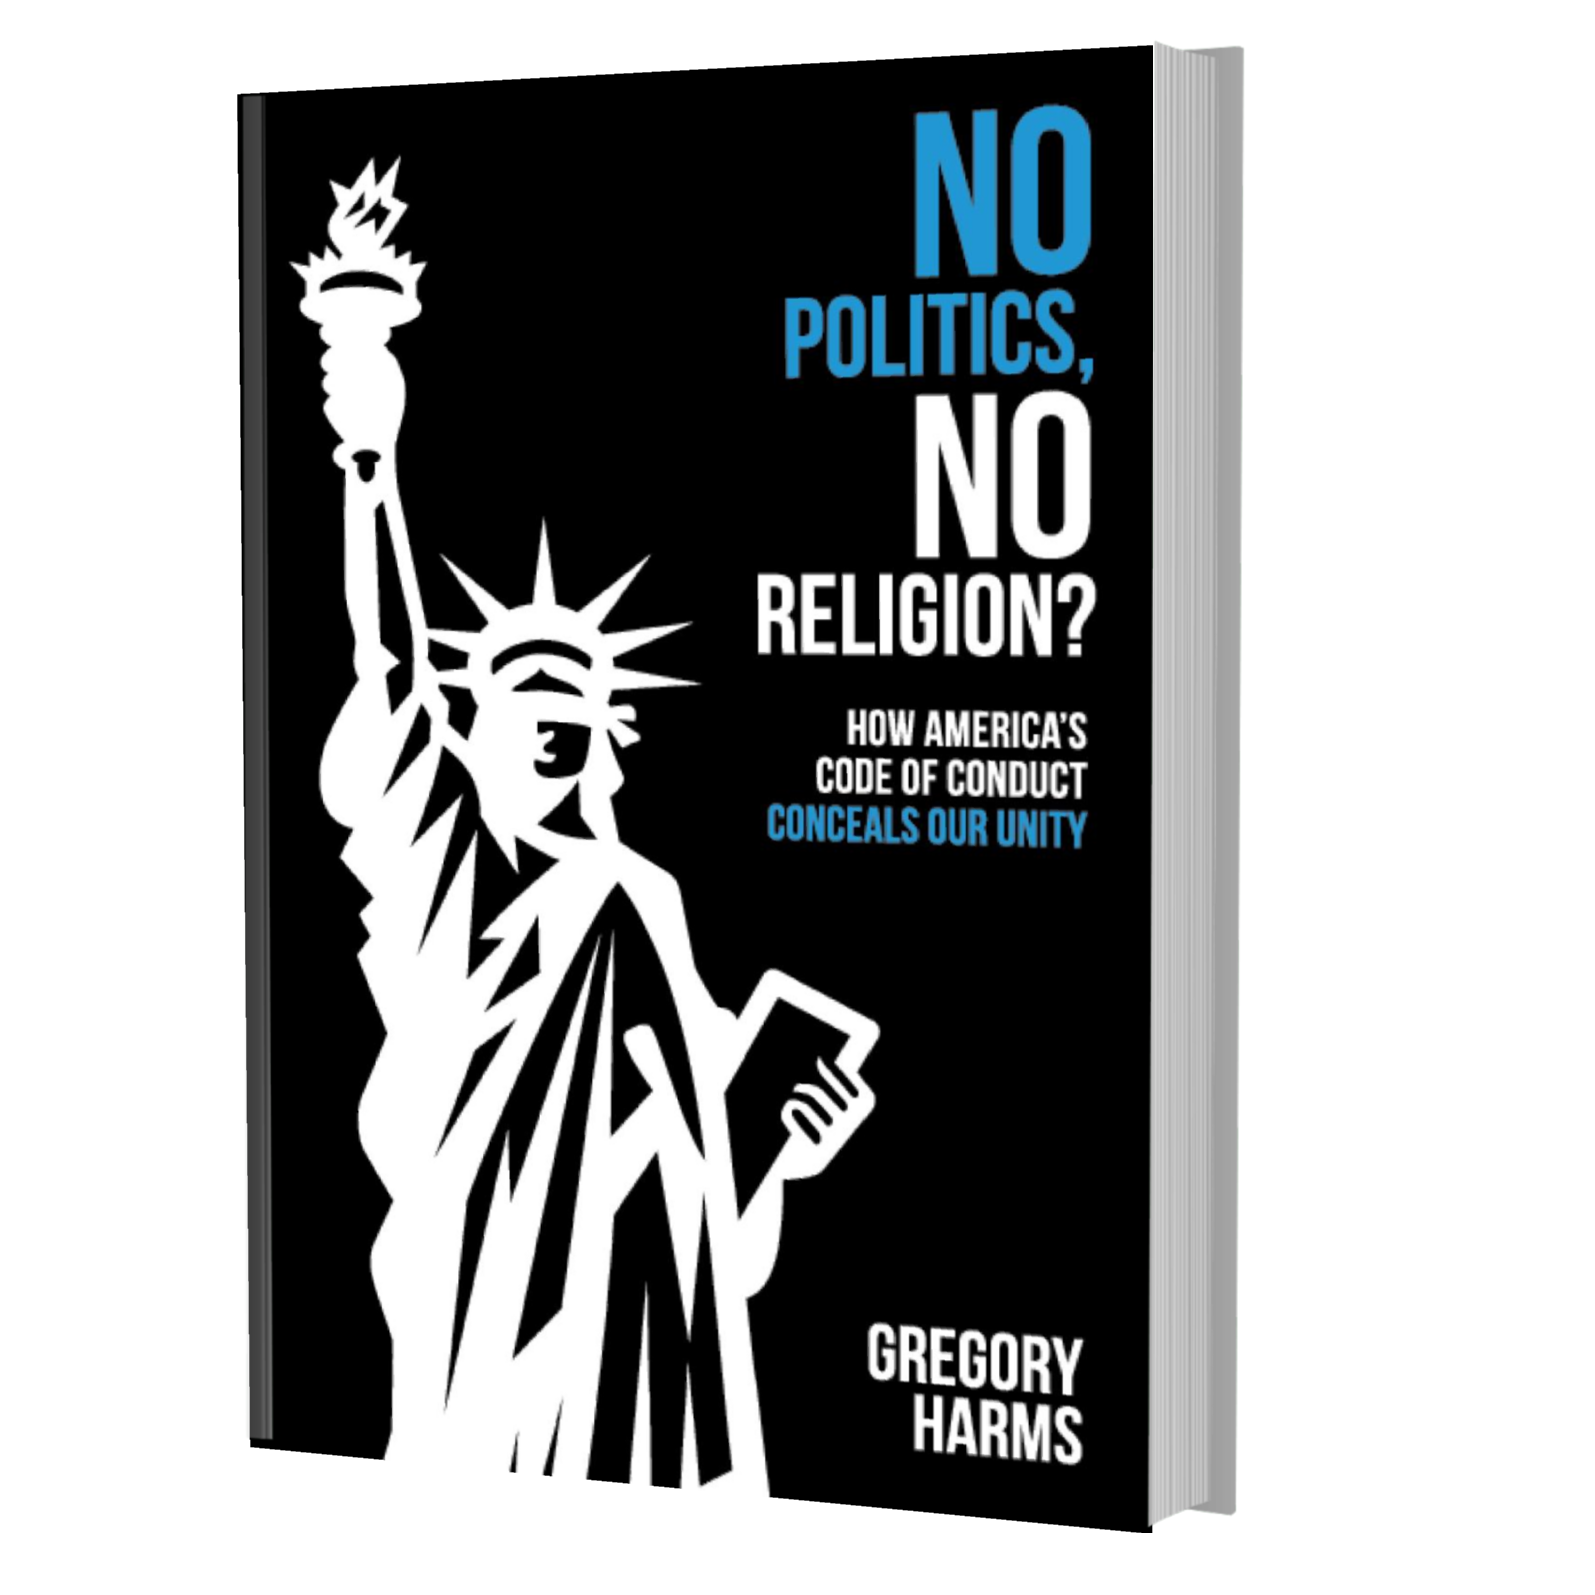 NO
POLITICS,
NO
RELIGION?
HOW AMERICA'S
CODE OF CONDUCT
CONCEALS OUR UNITY
GREGORY
HARMS